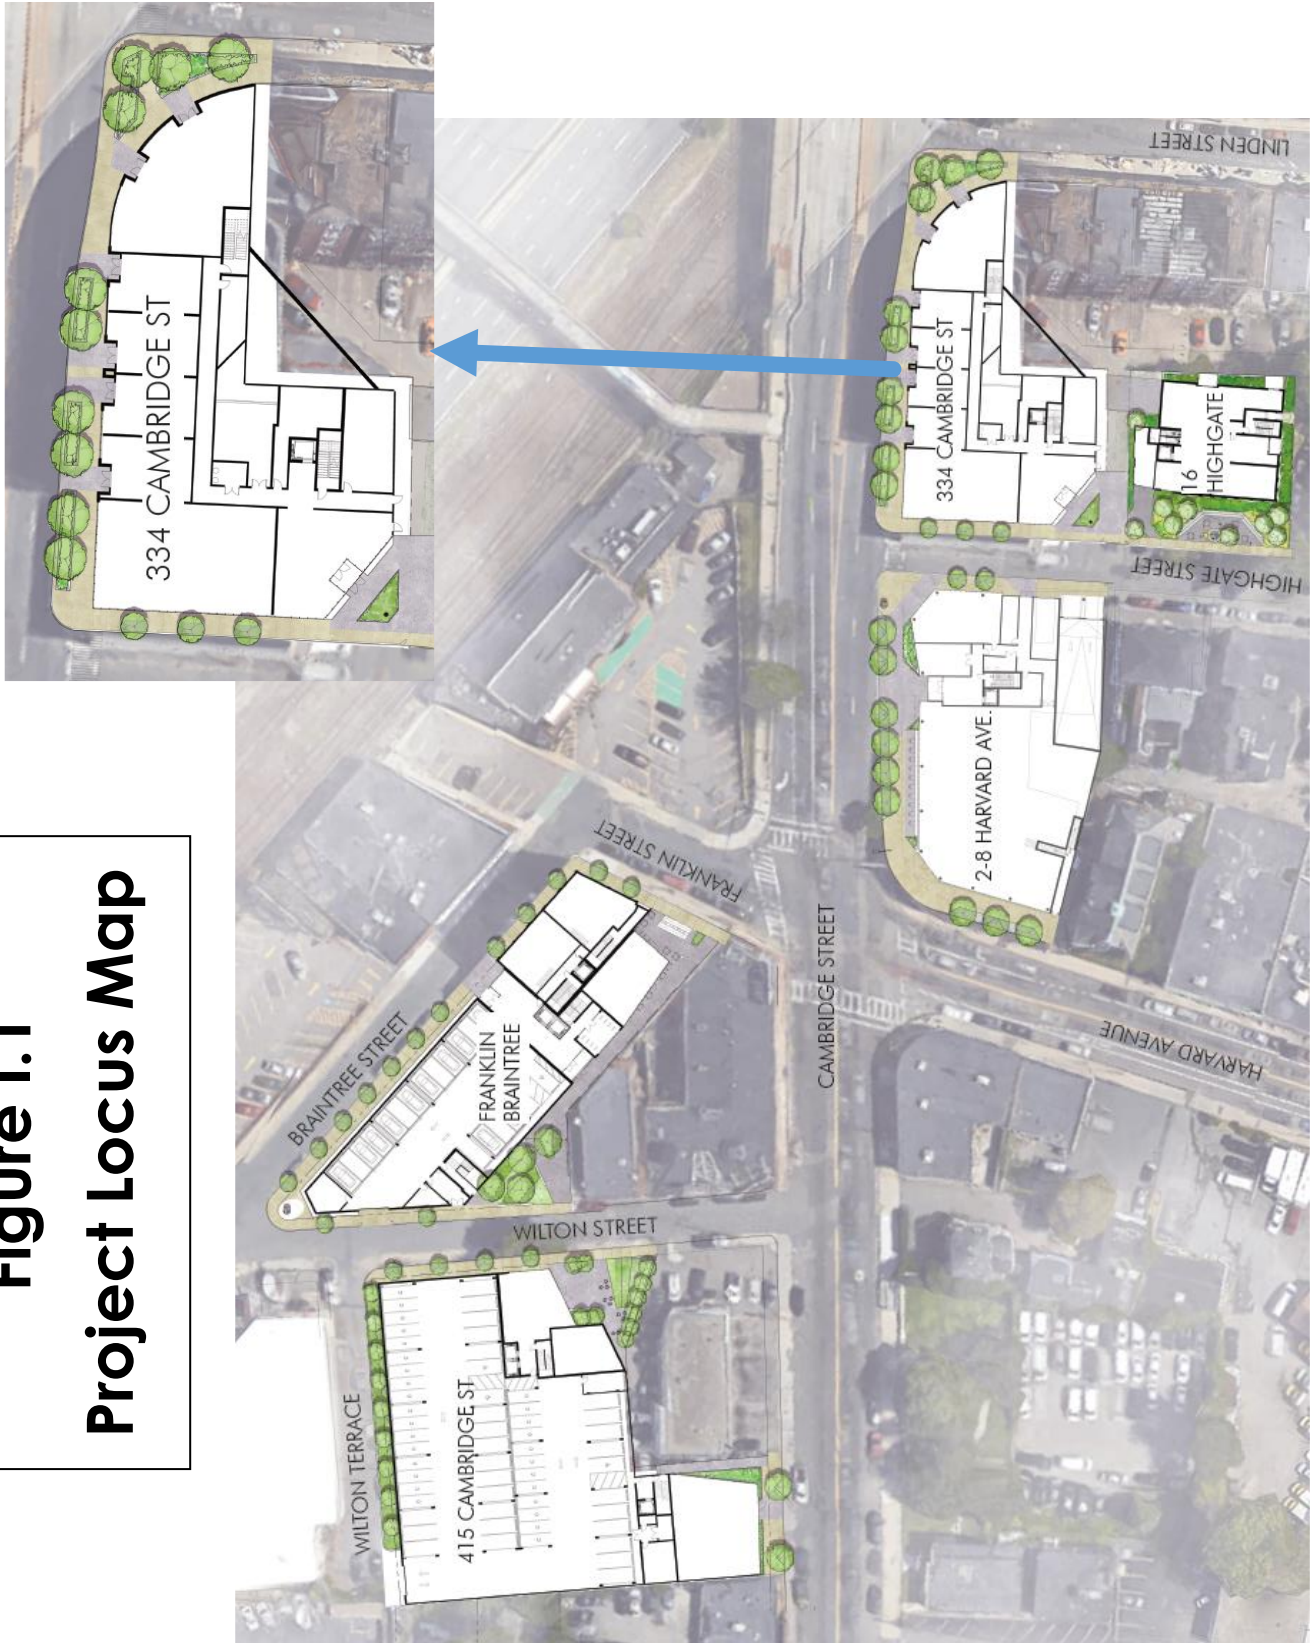 Figure 1.1
Project Locus Map
334 CAMBRIDGE ST
LINDEN STREET
334 CAMBRIDGE ST
16
HIGHGATE
HIGHGATE STREET
2-8 HARVARD AVE.
FRANKLIN STREET
CAMBRIDGE STREET
HARVARD AVENUE
BRAINTREE STREET
FRANKLIN
BRAINTREE
WILTON STREET
WILTON TERRACE
415 CAMBRIDGE ST